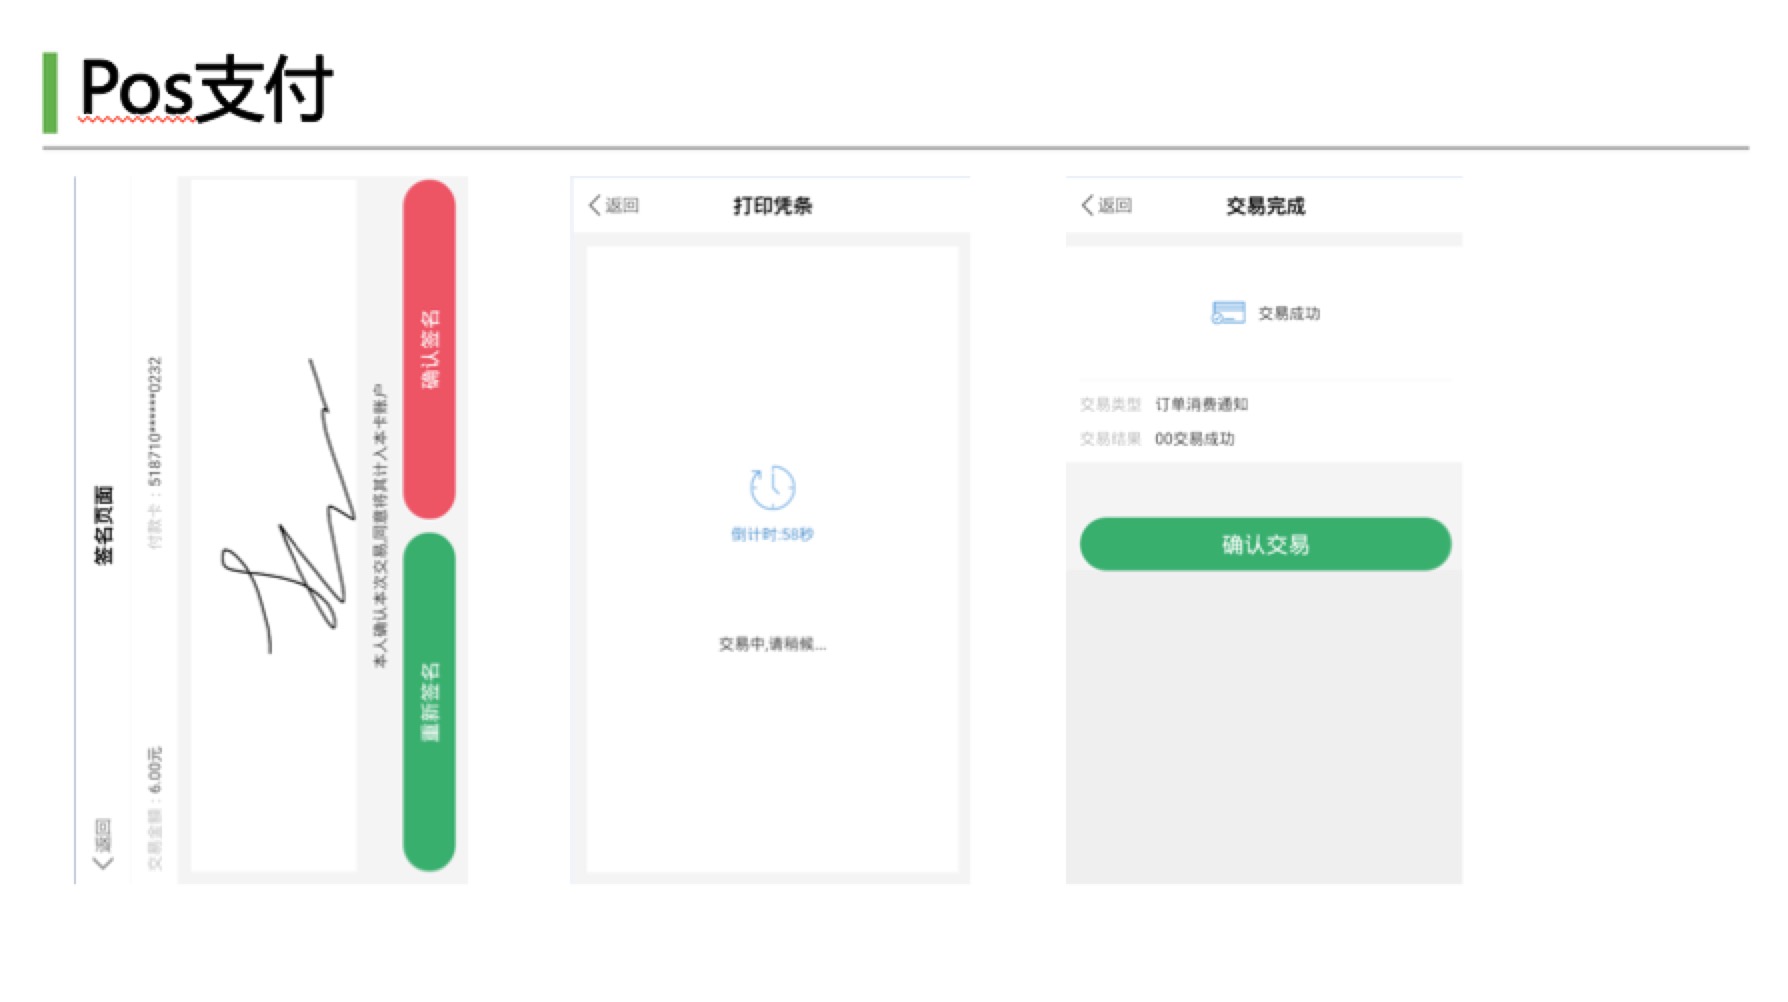 Pos支付
返回
签名页面
交易金额：6.00元
付款卡：518710******0232
本人确认本次交易,同意将其计入本卡账户
重新签名
确认签名
返回
打印凭条
倒计时:58秒
交易中,请稍候...
返回
交易完成
交易成功
交易类型 订单消费通知
交易结果 00交易成功
确认交易